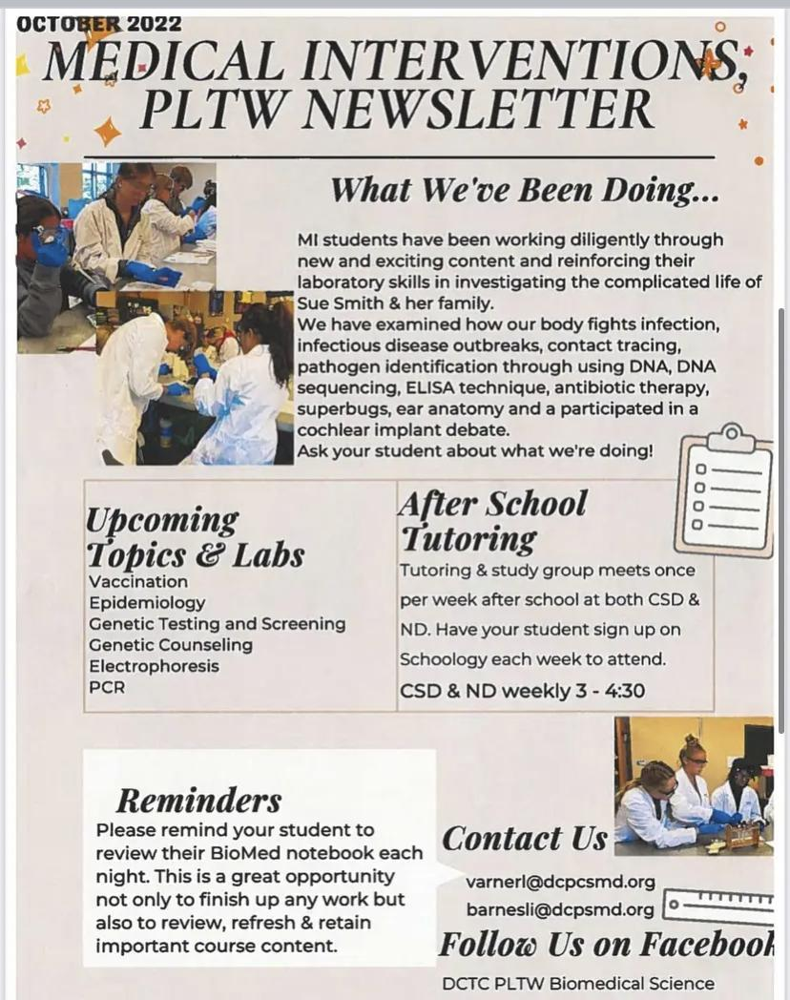 OCTOBER 2022
MEDICAL INTERVENTIONS,
PLTW NEWSLETTER
What We've Been Doing...
MI students have been working diligently through
new and exciting content and reinforcing their
laboratory skills in investigating the complicated life of
Sue Smith & her family.
We have examined how our body fights infection,
infectious disease outbreaks, contact tracing,
pathogen identification through using DNA, DNA
sequencing, ELISA technique, antibiotic therapy,
superbugs, ear anatomy and a participated in a
cochlear implant debate.
Ask your student about what we're doing!
Upcoming
Topics & Labs
Vaccination
Epidemiology
Genetic Testing and Screening
Genetic Counseling
Electrophoresis
PCR
After School
Tutoring
Tutoring & study group meets once
per week after school at both CSD &
ND. Have your student sign up on
Schoology each week to attend.
CSD & ND weekly 3 - 4:30
Reminders
Please remind your student to
review their BioMed notebook each
night. This is a great opportunity
not only to finish up any work but
also to review, refresh & retain
important course content.
Contact Us
varnerl@dcpcsmd.org
barnesli@dcpsmd.org
Follow Us on Facebook
DCTC PLTW Biomedical Science